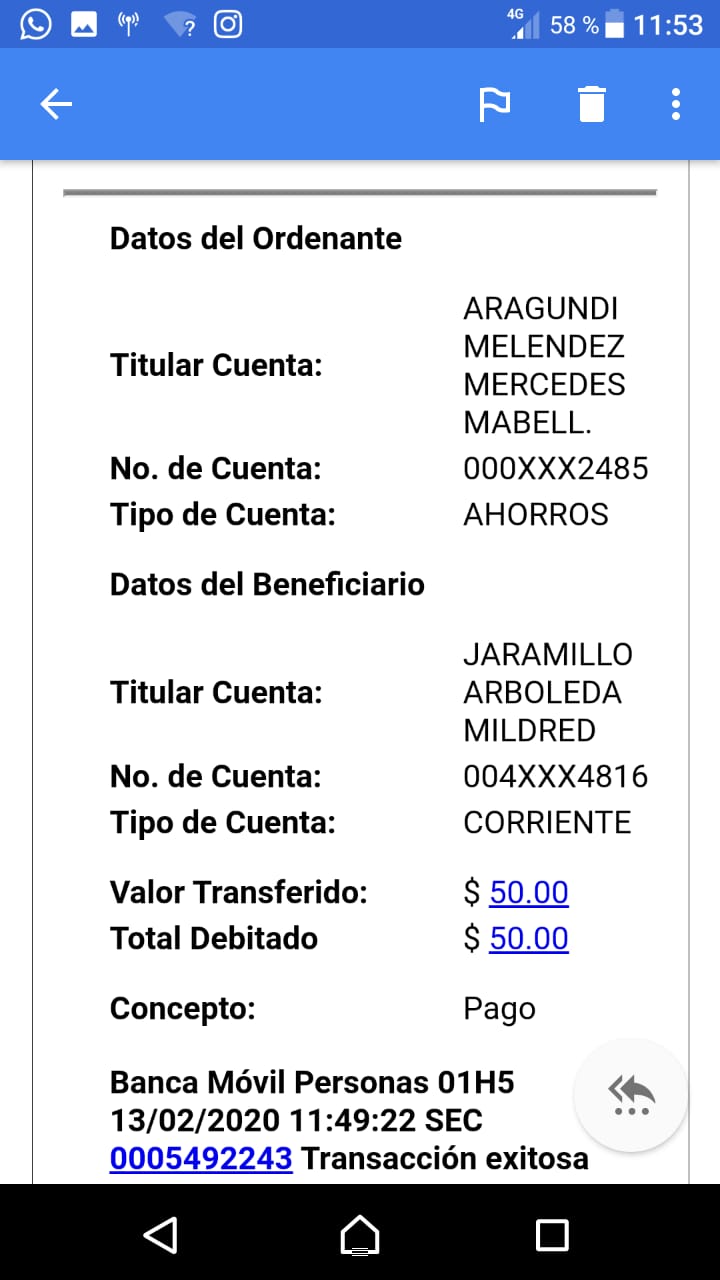 4G 58 % 11:53
Datos del Ordenante
Titular Cuenta:
ARAGUNDI
MELENDEZ
MERCEDES
MABELL.
No. de Cuenta: 000XXX2485
Tipo de Cuenta: AHORROS
Datos del Beneficiario
Titular Cuenta:
JARAMILLO
ARBOLEDA
MILDRED
No. de Cuenta: 004XXX4816
Tipo de Cuenta: CORRIENTE
Valor Transferido: $ 50.00
Total Debitado $ 50.00
Concepto: Pago
Banca Móvil Personas 01H5
13/02/2020 11:49:22 SEC
0005492243 Transacción exitosa